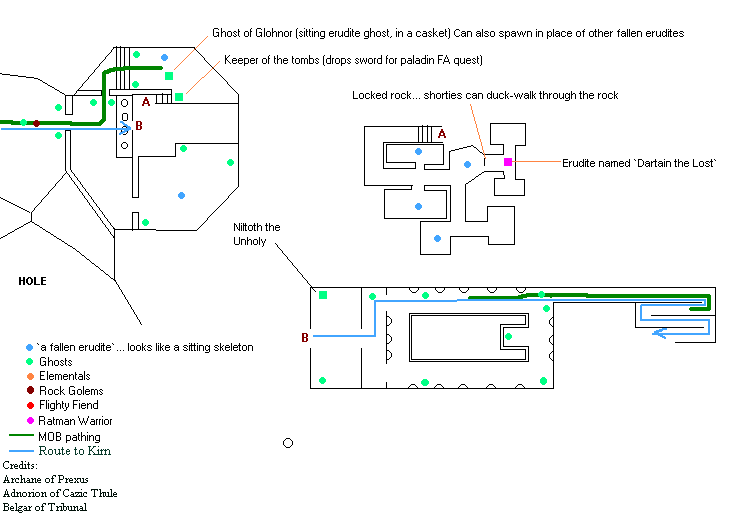 Ghost of Glohnor (sitting erudite ghost, in a casket) Can also spawn in place of other fallen erudites
Keeper of the tombs (drops sword for paladin FA quest)
Locked rock... shorties can duck-walk through the rock
A
B
A
Erudite named `Dartain the Lost`
Niltoth the
Unholy
HOLE
B
`a fallen erudite`... looks like a sitting skeleton
Ghosts
Elementals
Rock Golems
Flighty Fiend
Ratman Warrior
MOB pathing
Route to Kirn
Credits:
Archane of Prexus
Adnorion of Cazic Thule
Belgar of Tribunal